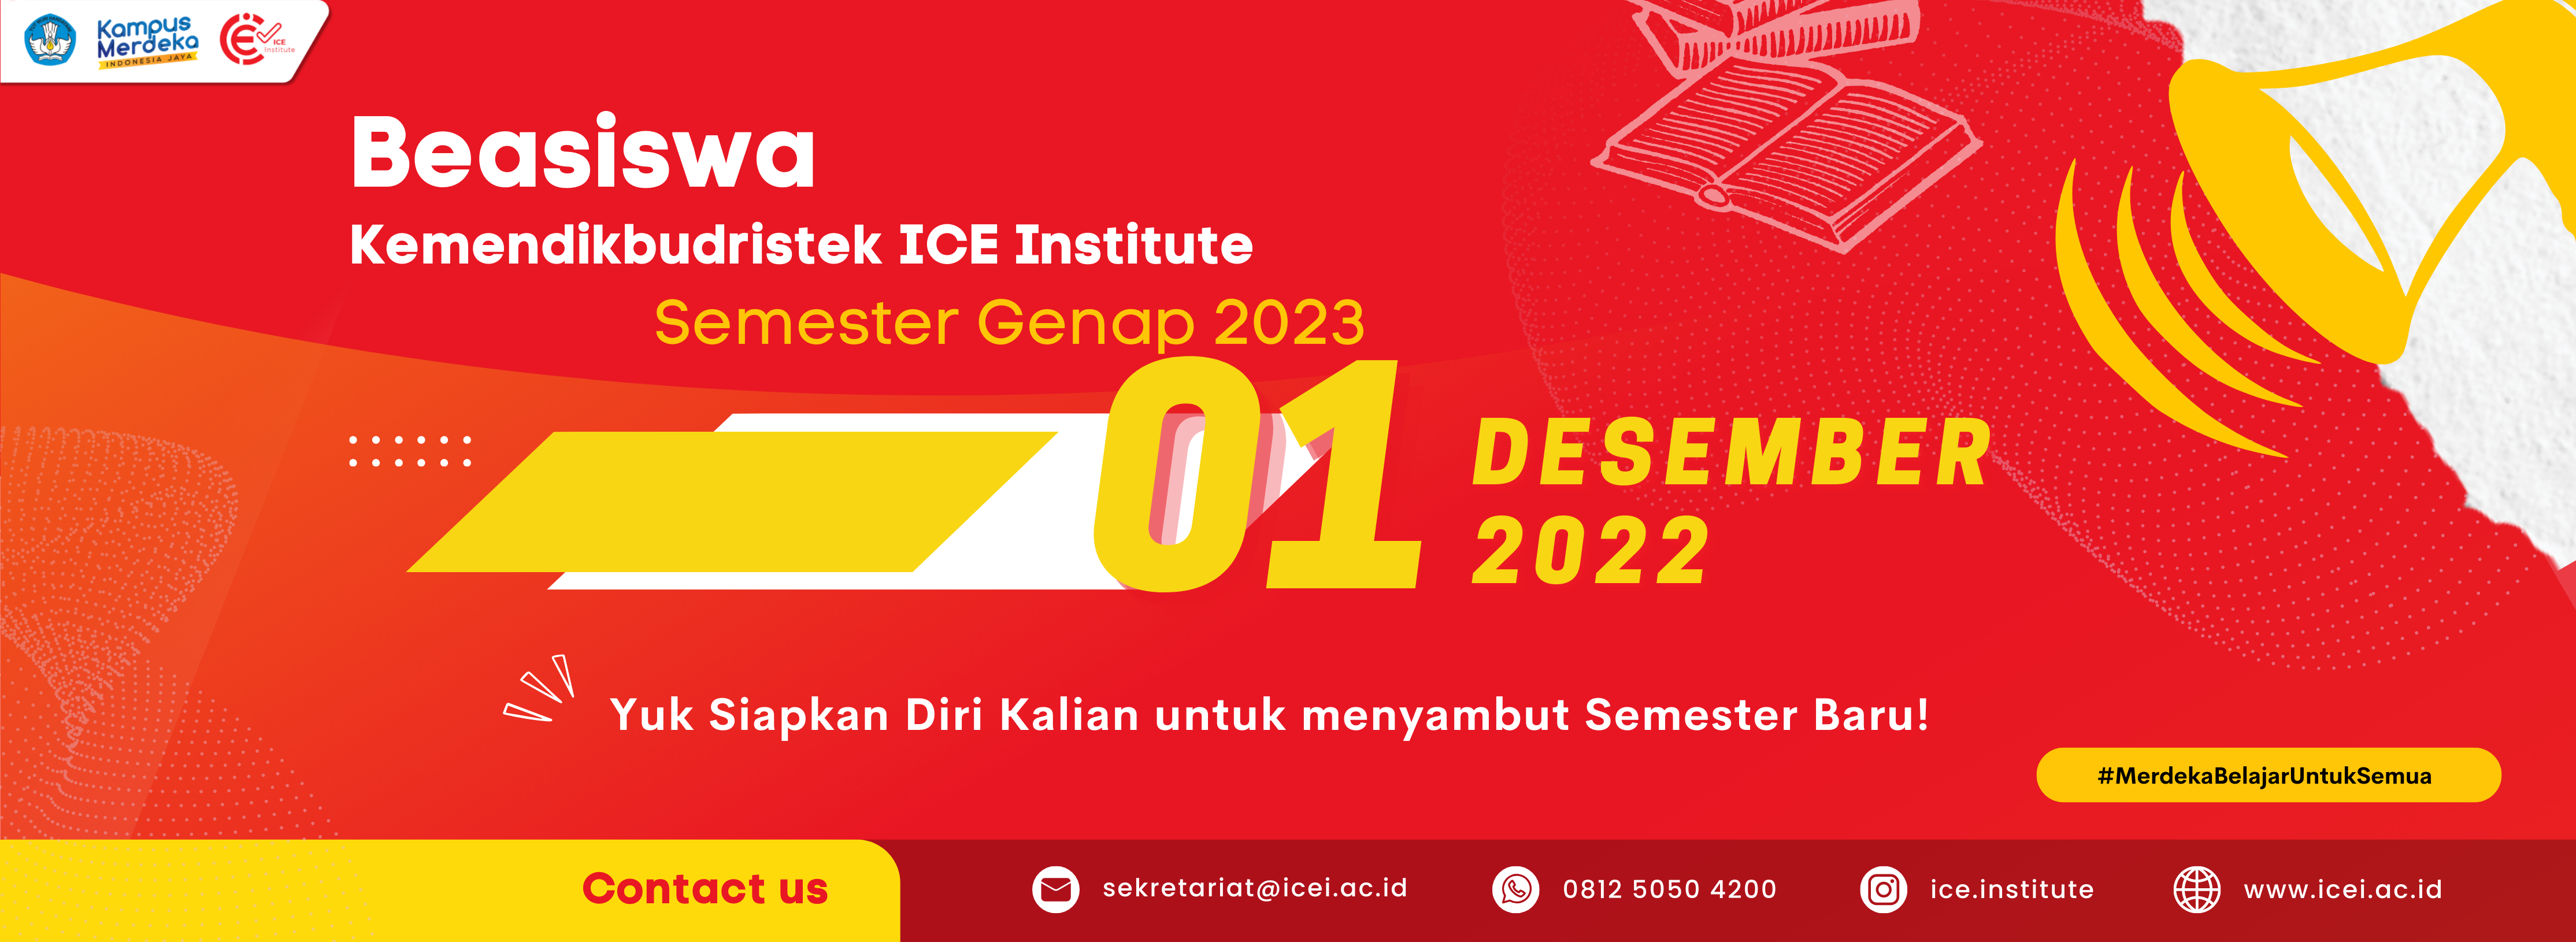 Kampus
Merdeka
INDONESIA JAYA
ICE
Institute
Beasiswa
Kemendikbudristek ICE Institute
Semester Genap 2023
01
DESEMBER
2022
Yuk Siapkan Diri Kalian untuk menyambut Semester Baru!
#MerdekaBelajarUntukSemua
Contact us
sekretariat@icei.ac.id
0812 5050 4200
ice.institute
www.icei.ac.id